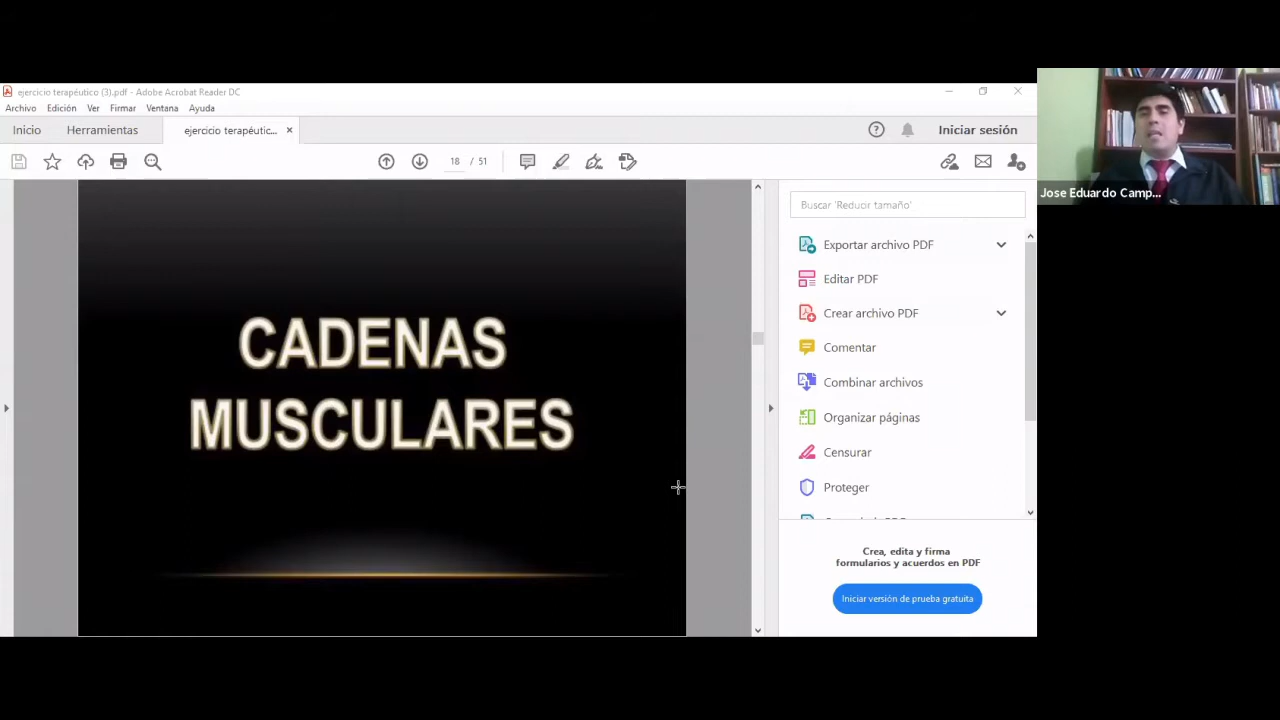 ejercicio terapéutico (3).pdf - Adobe Acrobat Reader DC
Archivo Edición Ver Firmar Ventana Ayuda
Inicio Herramientas ejercicio terapéutic... × Iniciar sesión
18 / 51
Jose Eduardo Camp...
CADENAS
MUSCULARES
Buscar 'Reducir tamaño'
Exportar archivo PDF
Editar PDF
Crear archivo PDF
Comentar
Combinar archivos
Organizar páginas
Censurar
Proteger
Crea, edita y firma
formularios y acuerdos en PDF
Iniciar versión de prueba gratuita